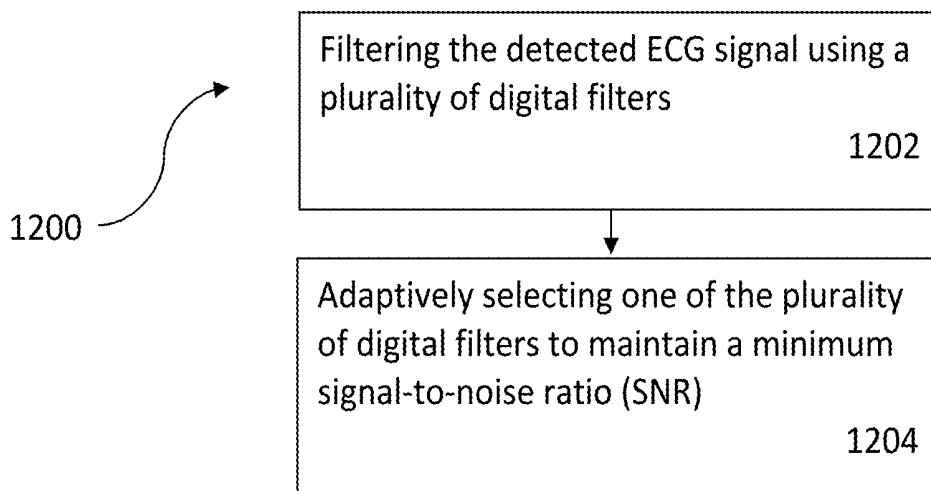 Filtering the detected ECG signal using a
plurality of digital filters
1202
1200
Adaptively selecting one of the plurality
of digital filters to maintain a minimum
signal-to-noise ratio (SNR)
1204